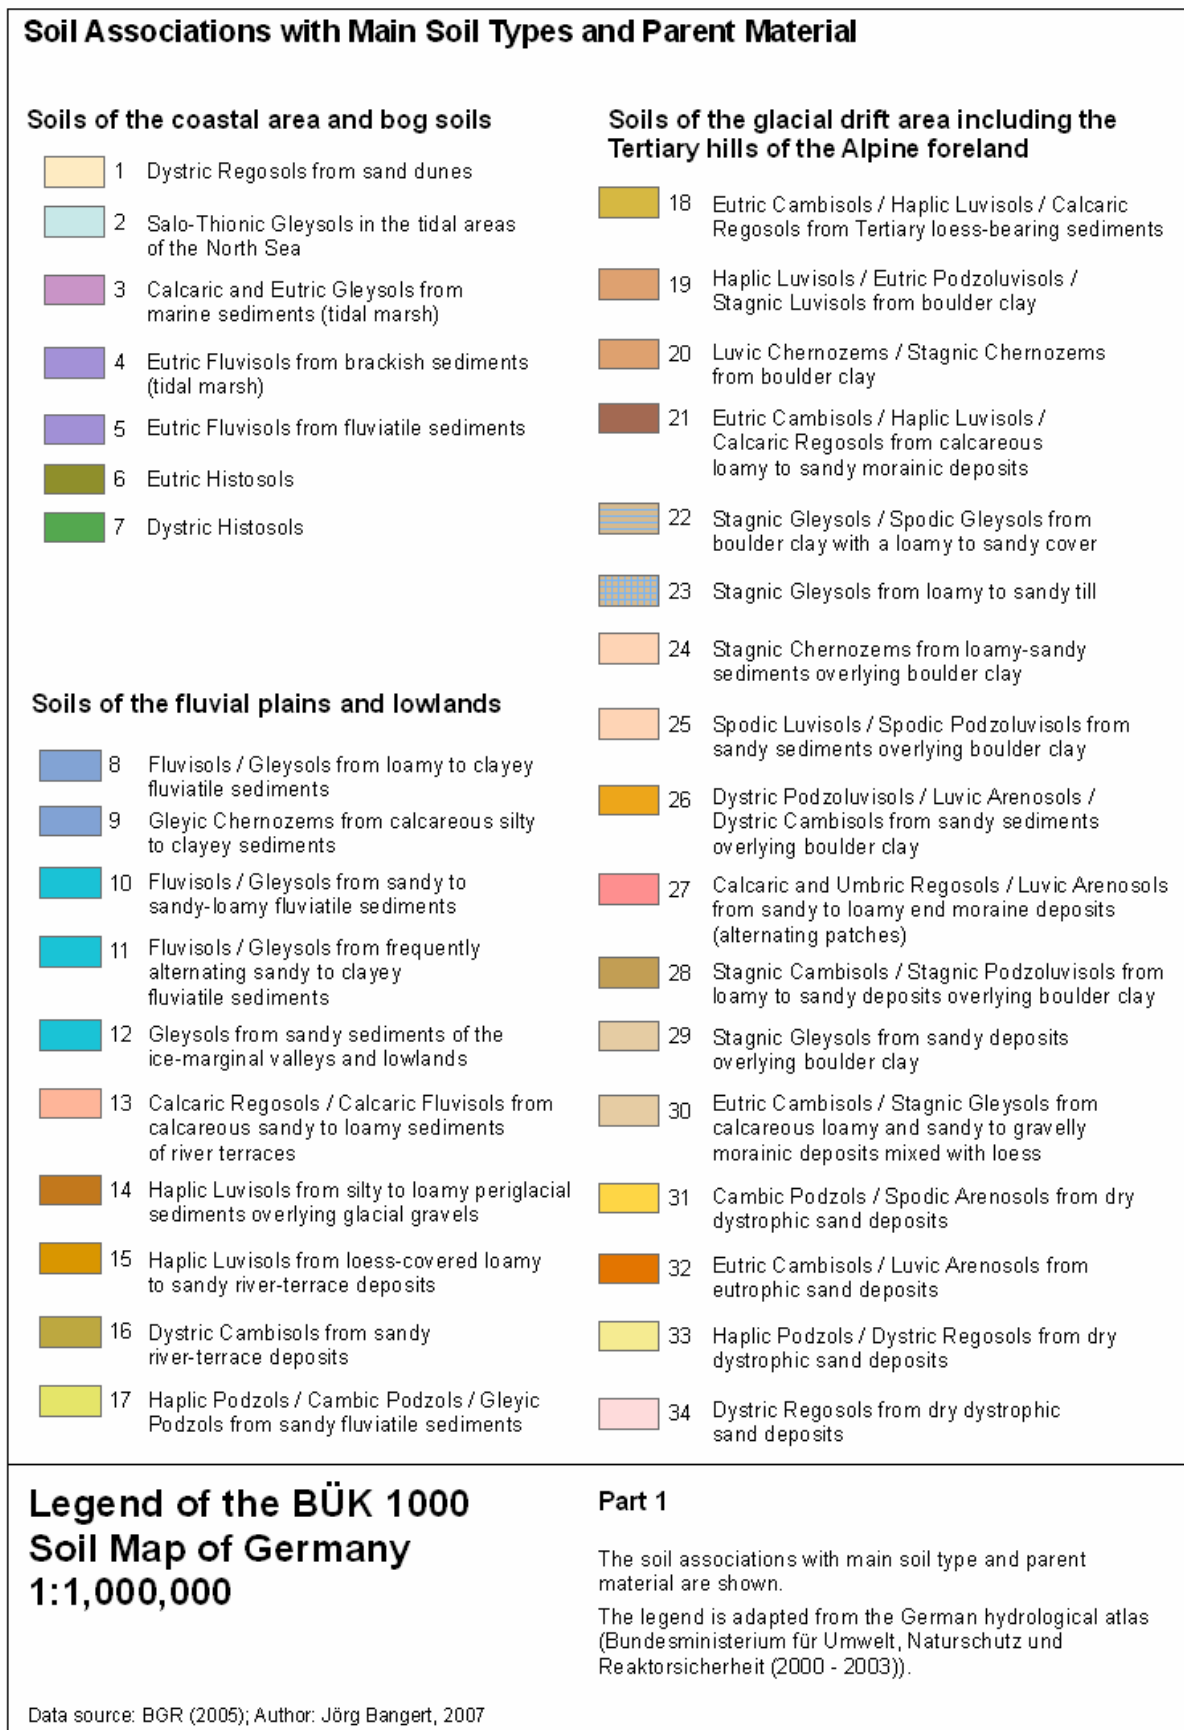 Soil Associations with Main Soil Types and Parent Material
Soils of the coastal area and bog soils
1 Dystric Regosols from sand dunes
2 Salo-Thionic Gleysols in the tidal areas
of the North Sea
3 Calcaric and Eutric Gleysols from
marine sediments (tidal marsh)
4 Eutric Fluvisols from brackish sediments
(tidal marsh)
5 Eutric Fluvisols from fluviatile sediments
6 Eutric Histosols
7 Dystric Histosols
Soils of the fluvial plains and lowlands
8 Fluvisols / Gleysols from loamy to clayey
fluviatile sediments
9 Gleyic Chernozems from calcareous silty
to clayey sediments
10 Fluvisols / Gleysols from sandy to
sandy-loamy fluviatile sediments
11 Fluvisols / Gleysols from frequently
alternating sandy to clayey
fluviatile sediments
12 Gleysols from sandy sediments of the
ice-marginal valleys and lowlands
13 Calcaric Regosols / Calcaric Fluvisols from
calcareous sandy to loamy sediments
of river terraces
14 Haplic Luvisols from silty to loamy periglacial
sediments overlying glacial gravels
15 Haplic Luvisols from loess-covered loamy
to sandy river-terrace deposits
16 Dystric Cambisols from sandy
river-terrace deposits
17 Haplic Podzols / Cambic Podzols / Gleyic
Podzols from sandy fluviatile sediments
Soils of the glacial drift area including the
Tertiary hills of the Alpine foreland
18 Eutric Cambisols / Haplic Luvisols / Calcaric
Regosols from Tertiary loess-bearing sediments
19 Haplic Luvisols / Eutric Podzoluvisols /
Stagnic Luvisols from boulder clay
20 Luvic Chernozems / Stagnic Chernozems
from boulder clay
21 Eutric Cambisols / Haplic Luvisols /
Calcaric Regosols from calcareous
loamy to sandy morainic deposits
22 Stagnic Gleysols / Spodic Gleysols from
boulder clay with a loamy to sandy cover
23 Stagnic Gleysols from loamy to sandy till
24 Stagnic Chernozems from loamy-sandy
sediments overlying boulder clay
25 Spodic Luvisols / Spodic Podzoluvisols from
sandy sediments overlying boulder clay
26 Dystric Podzoluvisols / Luvic Arenosols /
Dystric Cambisols from sandy sediments
overlying boulder clay
27 Calcaric and Umbric Regosols / Luvic Arenosols
from sandy to loamy end moraine deposits
(alternating patches)
28 Stagnic Cambisols / Stagnic Podzoluvisols from
loamy to sandy deposits overlying boulder clay
29 Stagnic Gleysols from sandy deposits
overlying boulder clay
30 Eutric Cambisols / Stagnic Gleysols from
calcareous loamy and sandy to gravelly
morainic deposits mixed with loess
31 Cambic Podzols / Spodic Arenosols from dry
dystrophic sand deposits
32 Eutric Cambisols / Luvic Arenosols from
eutrophic sand deposits
33 Haplic Podzols / Dystric Regosols from dry
dystrophic sand deposits
34 Dystric Regosols from dry dystrophic
sand deposits
Legend of the BÜK 1000
Soil Map of Germany
1:1,000,000
Data source: BGR (2005); Author: Jörg Bangert, 2007
Part 1
The soil associations with main soil type and parent
material are shown.
The legend is adapted from the German hydrological atlas
(Bundesministerium für Umwelt, Naturschutz und
Reaktorsicherheit (2000 - 2003)).